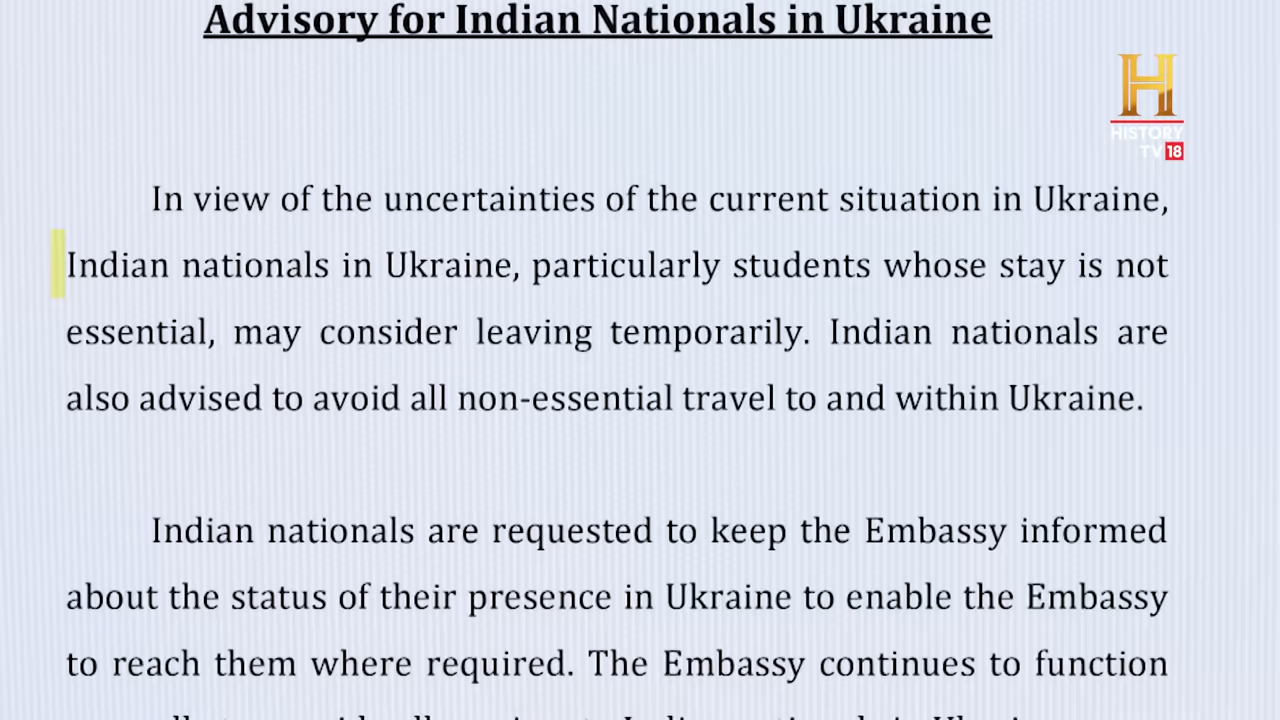 Advisory for Indian Nationals in Ukraine
H
HISTORY
TV 18
In view of the uncertainties of the current situation in Ukraine,
Indian nationals in Ukraine, particularly students whose stay is not
essential, may consider leaving temporarily. Indian nationals are
also advised to avoid all non-essential travel to and within Ukraine.
Indian nationals are requested to keep the Embassy informed
about the status of their presence in Ukraine to enable the Embassy
to reach them where required. The Embassy continues to function